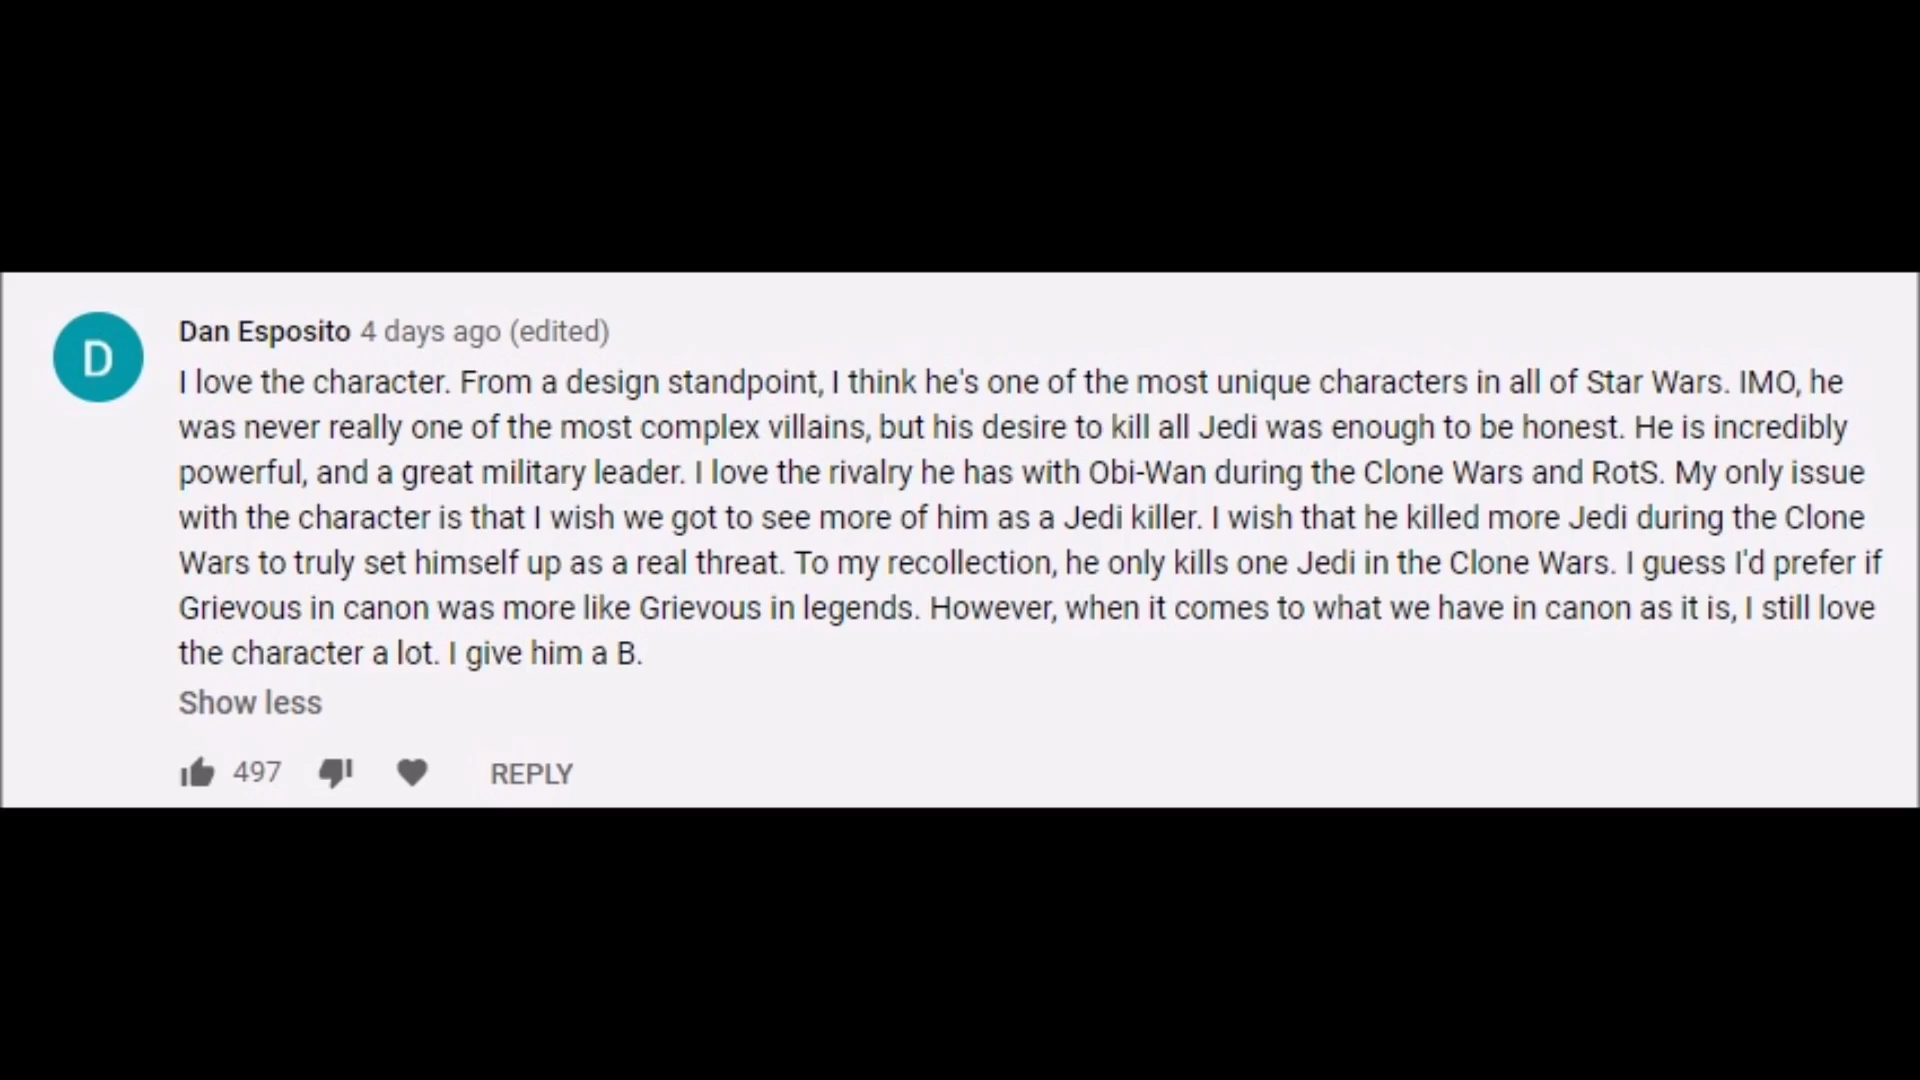 D
Dan Esposito 4 days ago (edited)
I love the character. From a design standpoint, I think he's one of the most unique characters in all of Star Wars. IMO, he
was never really one of the most complex villains, but his desire to kill all Jedi was enough to be honest. He is incredibly
powerful, and a great military leader. I love the rivalry he has with Obi-Wan during the Clone Wars and RotS. My only issue
with the character is that I wish we got to see more of him as a Jedi killer. I wish that he killed more Jedi during the Clone
Wars to truly set himself up as a real threat. To my recollection, he only kills one Jedi in the Clone Wars. I guess I'd prefer if
Grievous in canon was more like Grievous in legends. However, when it comes to what we have in canon as it is, I still love
the character a lot. I give him a B.
Show less
497 REPLY